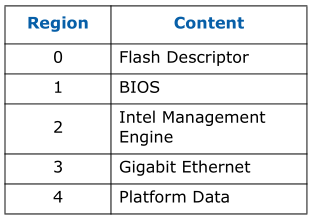 Region Content
0 Flash Descriptor
1 BIOS
2 Intel Management
Engine
3 Gigabit Ethernet
4 Platform Data